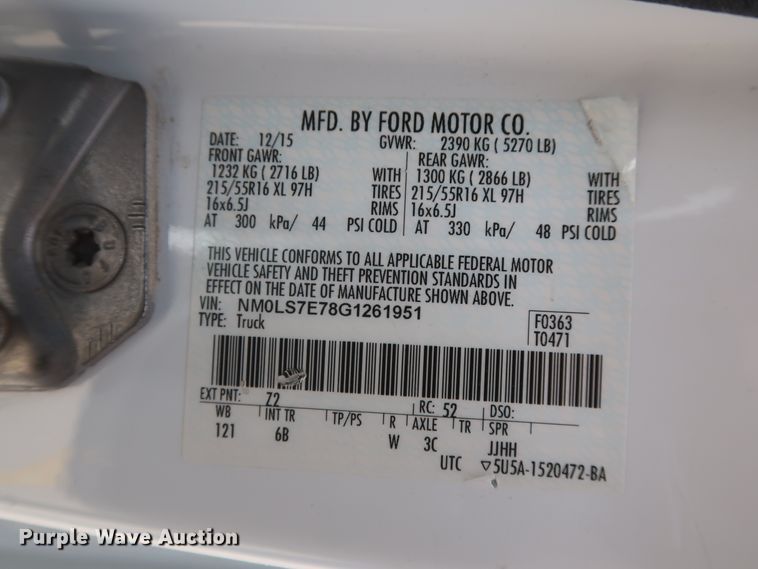 MFD. BY FORD MOTOR CO.
DATE: 12/15 GVWR: 2390 KG ( 5270 LB)
FRONT GAWR: REAR GAWR:
1232 KG ( 2716 LB) WITH 1300 KG ( 2866 LB) WITH
215/55R16 XL 97H TIRES 215/55R16 XL 97H TIRES
16x6.5J RIMS 16x6.5J RIMS
AT 300 kPa/ 44 PSI COLD AT 330 kPa/ 48 PSI COLD
THIS VEHICLE CONFORMS TO ALL APPLICABLE FEDERAL MOTOR
VEHICLE SAFETY AND THEFT PREVENTION STANDARDS IN
EFFECT ON THE DATE OF MANUFACTURE SHOWN ABOVE.
VIN: NM0LS7E78G1261951 F0363
TYPE: Truck T0471
EXT PNT: Z2 RC: 52 DSO:
WB INT TR TP/PS R AXLE TR SPR
121 6B W 3C JJHH
UTC ▽5U5A-1520472-BA
Purple Wave Auction